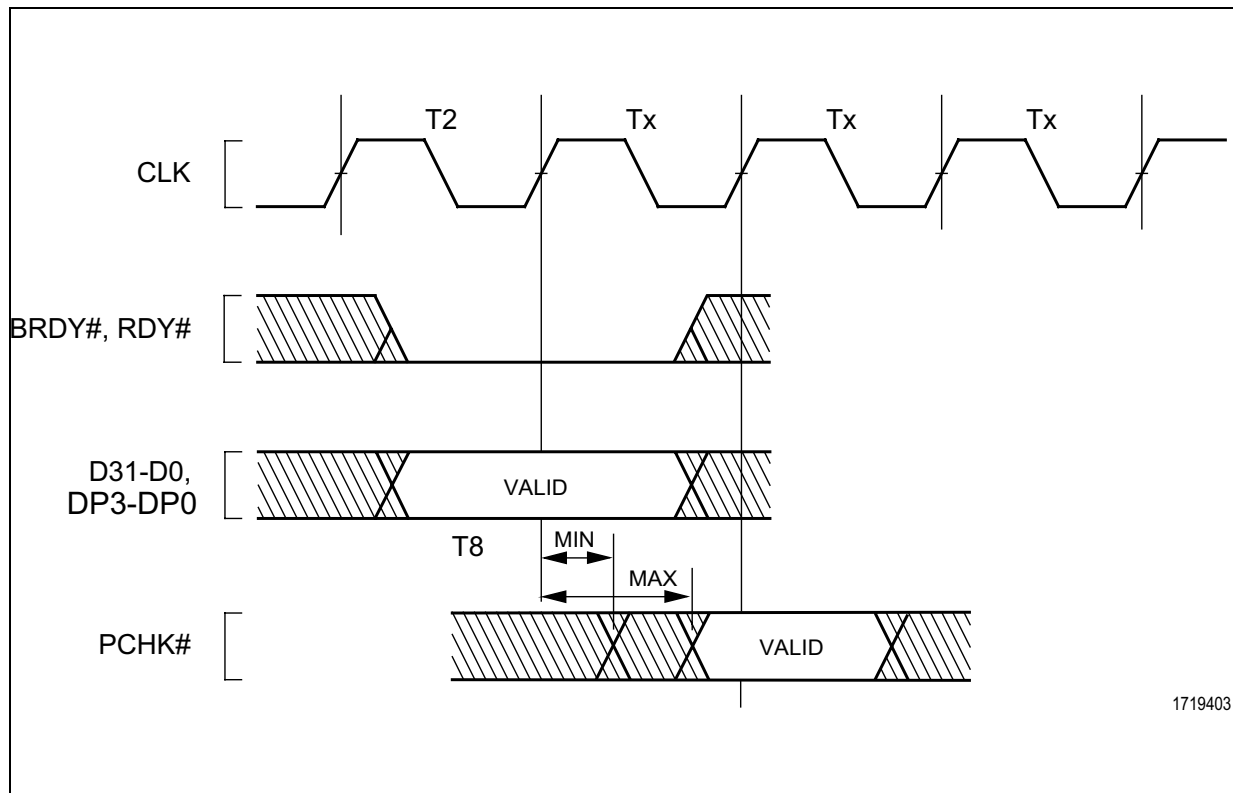 T2 Tx Tx Tx
CLK
BRDY#, RDY#
D31-D0,
DP3-DP0
VALID
T8
MIN
MAX
PCHK#
VALID
1719403